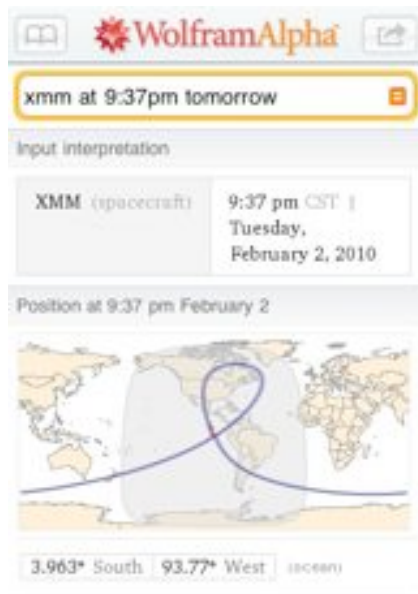 WolframAlpha
xmm at 9:37pm tomorrow
Input interpretation
XMM (spacecraft)
9:37 pm CST |
Tuesday,
February 2, 2010
Position at 9:37 pm February 2
3.963° South 93.77° West (ocean)